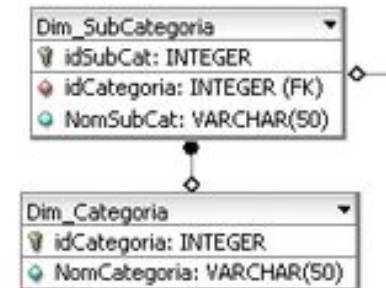 Dim_SubCategoria
idSubCat: INTEGER
idCategoria: INTEGER (FK)
NomSubCat: VARCHAR(50)
Dim_Categoria
idCategoria: INTEGER
NomCategoria: VARCHAR(50)